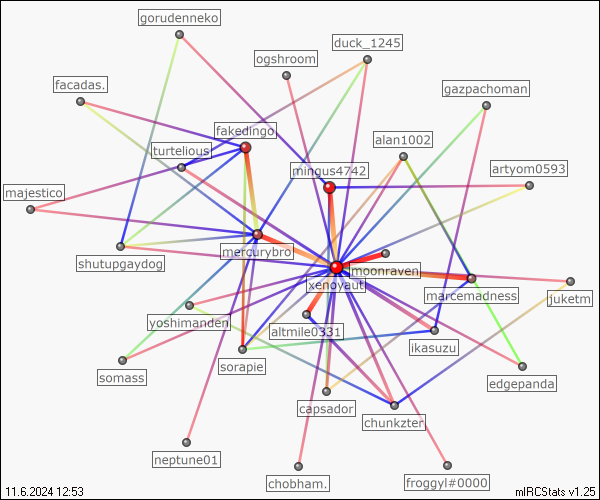 gorudenneko
duck_1245
ogshroom
facadas.
gazpachoman
fakedingo
alan1002
turtelious
mingus4742
artyom0593
majestico
mercurybro
shutupgaydog
moonraven
xenoyaut
marcemadness
juketm
yoshimanden
altmile0331
ikasuzu
sorapie
somass
edgepanda
capsador
chunkzter
neptune01
chobham.
froggyl#0000
11.6.2024 12:53
mIRCStats v1.25